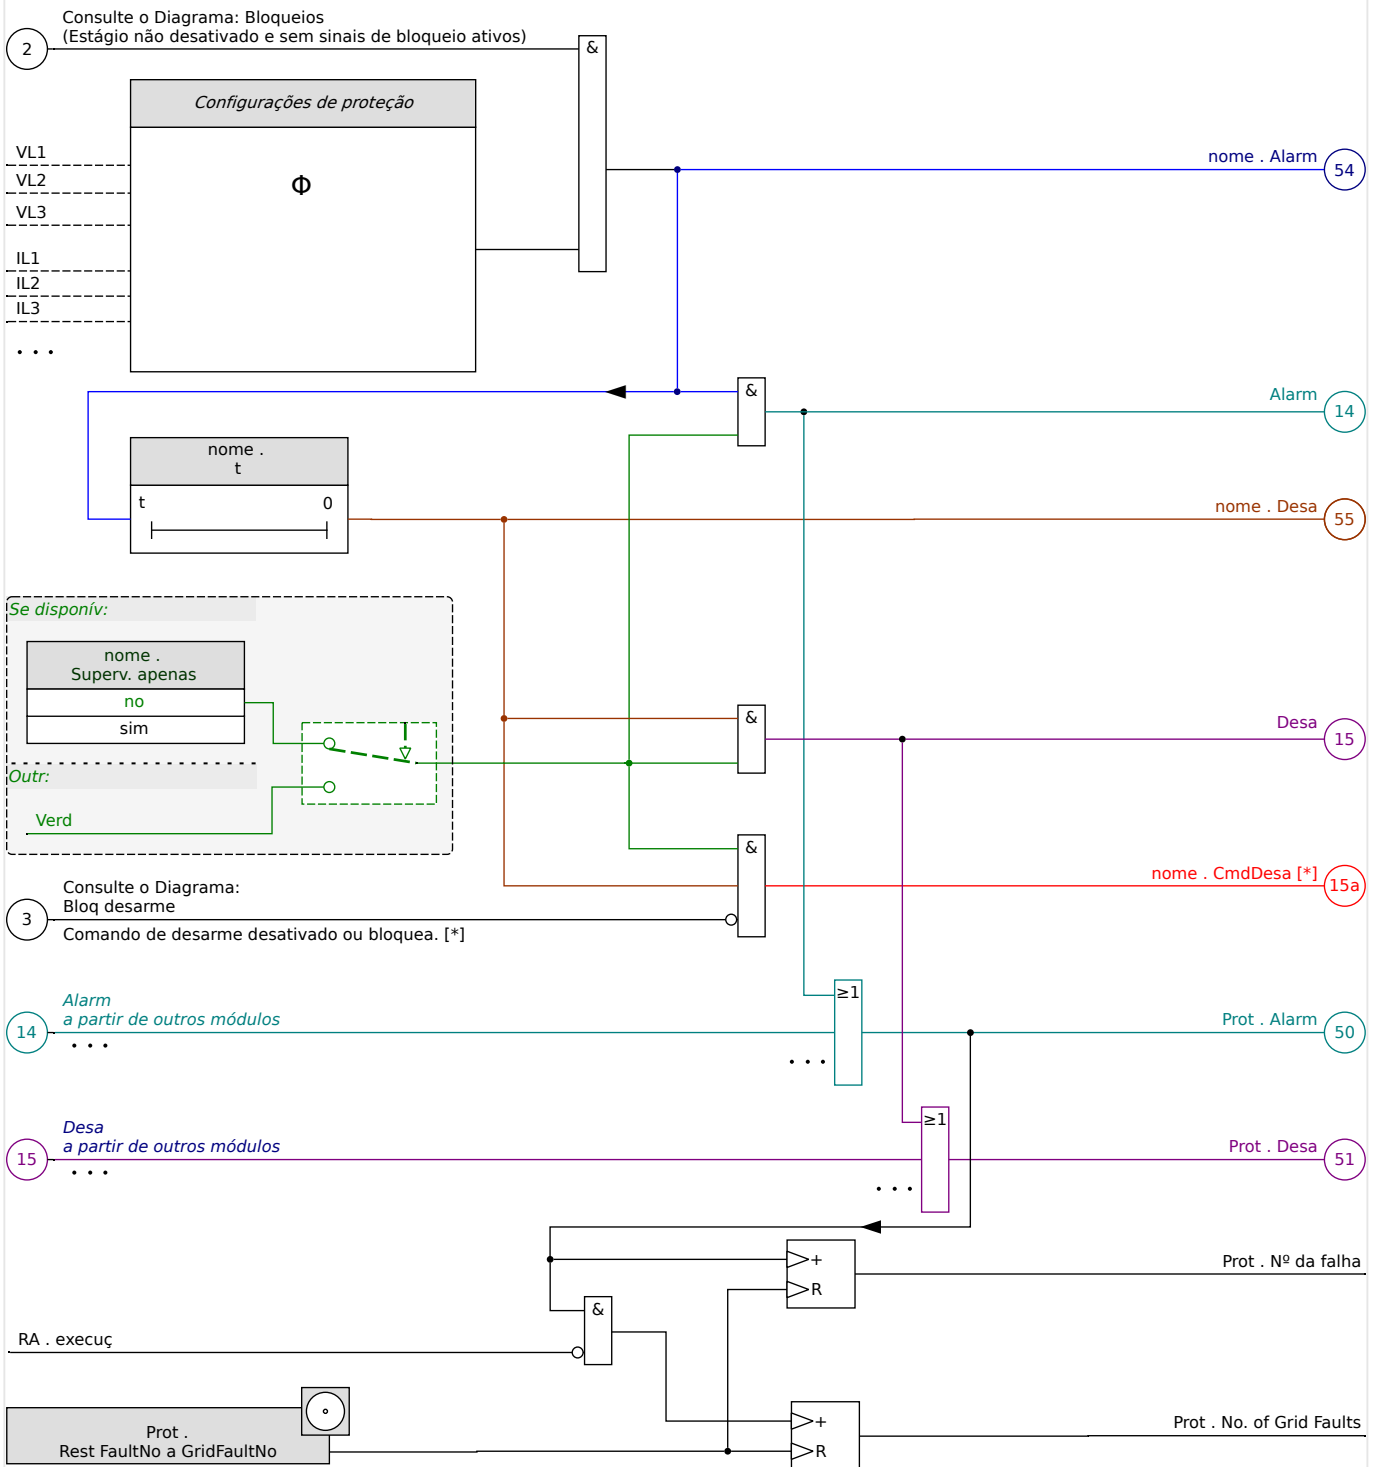 Consulte o Diagrama: Bloqueios
(Estágio não desativado e sem sinais de bloqueio ativos)
2
&
Configurações de proteção
Φ
VL1
VL2
VL3
IL1
IL2
IL3
. . .
nome . Alarm
54
&
Alarm
14
nome .
t
t 0
nome . Desa
55
Se disponív:
nome .
Superv. apenas
no
sim
Outr:
Verd
&
Desa
15
&
nome . CmdDesa [*]
15a
Consulte o Diagrama:
Bloq desarme
3
Comando de desarme desativado ou bloquea. [*]
≥1
Alarm
a partir de outros módulos
14
. . .
. . .
Prot . Alarm
50
≥1
Desa
a partir de outros módulos
15
. . .
. . .
Prot . Desa
51
+
R
Prot . Nº da falha
&
RA . execuç
Prot .
Rest FaultNo a GridFaultNo
+
R
Prot . No. of Grid Faults